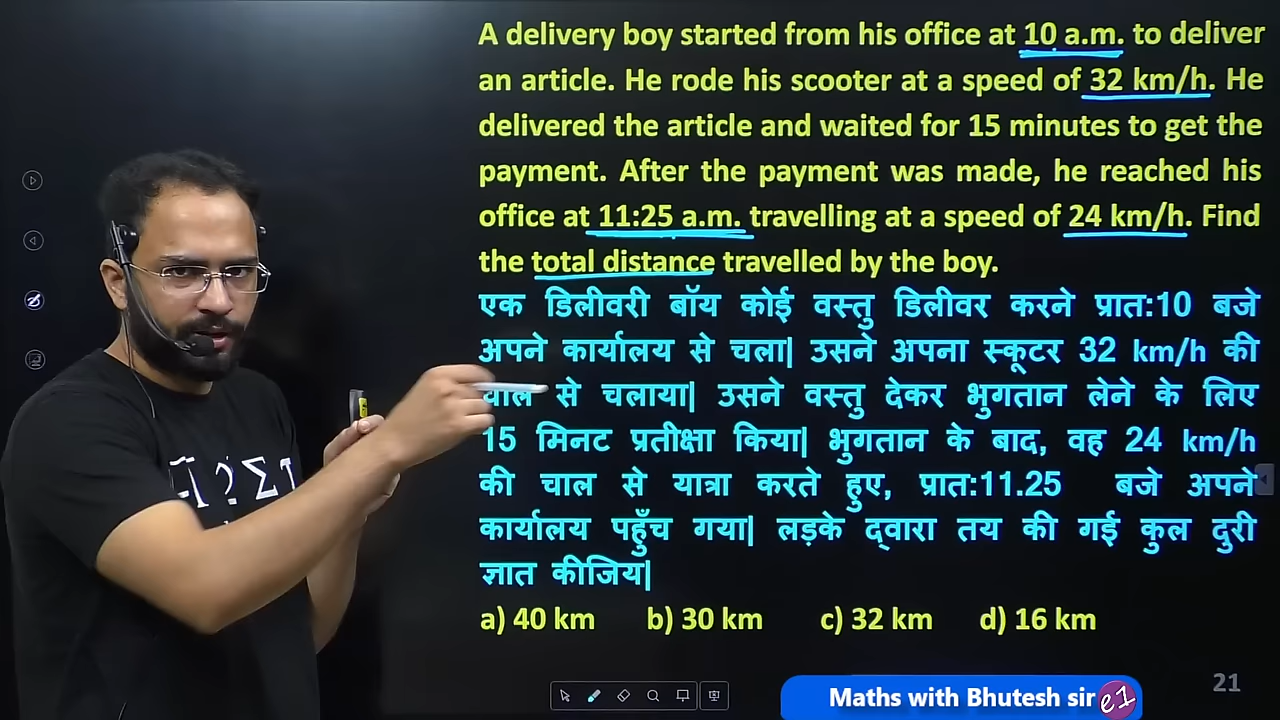 A delivery boy started from his office at 10 a.m. to deliver
an article. He rode his scooter at a speed of 32 km/h. He
delivered the article and waited for 15 minutes to get the
payment. After the payment was made, he reached his
office at 11:25 a.m. travelling at a speed of 24 km/h. Find
the total distance travelled by the boy.
एक डिलीवरी बॉय कोई वस्तु डिलीवर करने प्रात:10 बजे
अपने कार्यालय से चला| उसने अपना स्कूटर 32 km/h की
चाल से चलाया| उसने वस्तु देकर भुगतान लेने के लिए
15 मिनट प्रतीक्षा किया| भुगतान के बाद, वह 24 km/h
की चाल से यात्रा करते हुए, प्रात:11.25 बजे अपने
कार्यालय पहुँच गया| लड़के द्वारा तय की गई कुल दुरी
ज्ञात कीजिय|
a) 40 km b) 30 km c) 32 km d) 16 km
Maths with Bhutesh sir e1
21